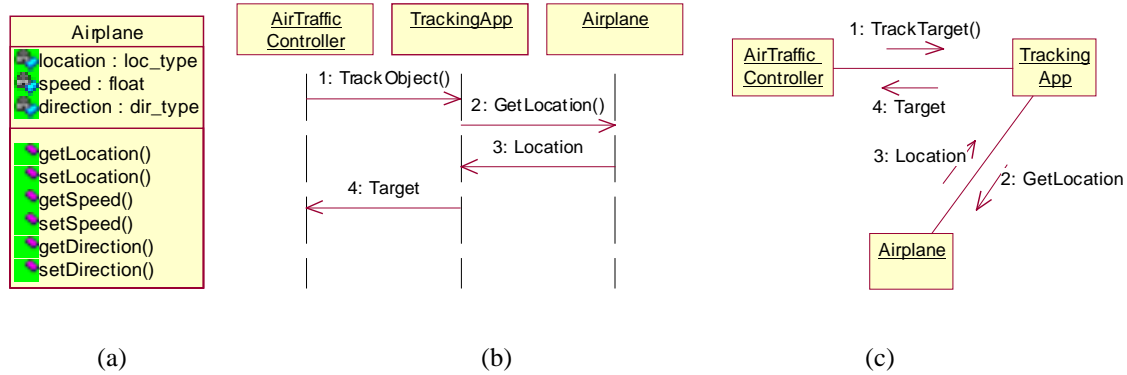 Airplane
location : loc_type
speed : float
direction : dir_type
getLocation()
setLocation()
getSpeed()
setSpeed()
getDirection()
setDirection()
(a)
AirTraffic
Controller
TrackingApp
Airplane
1: TrackObject()
2: GetLocation()
3: Location
4: Target
(b)
1: TrackTarget()
AirTraffic
Controller
Tracking
App
4: Target
3: Location
2: GetLocation
Airplane
(c)